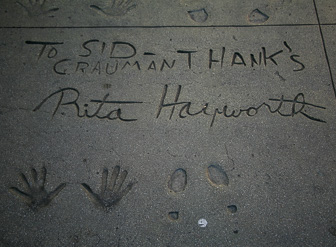 TO SID-
GRAUMAN THANK'S
Rita Hayworth